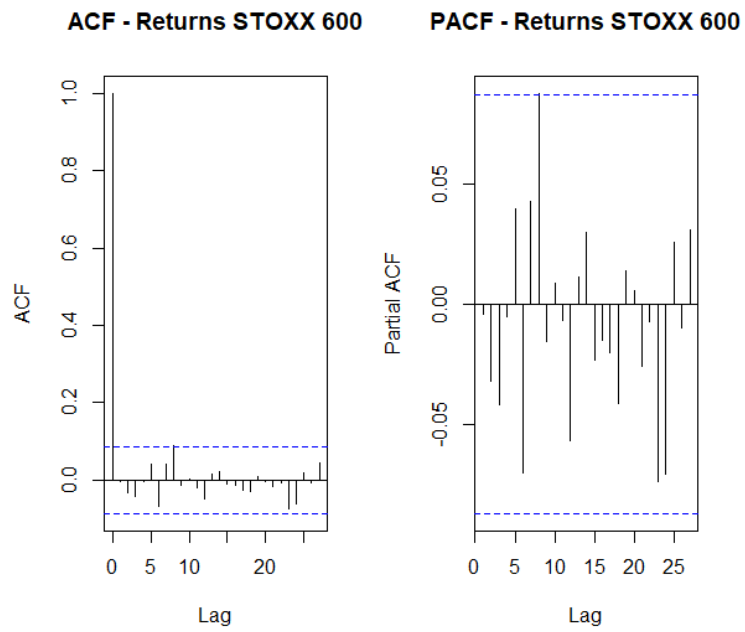 ACF - Returns STOXX 600
PACF - Returns STOXX 600
ACF
0.0 0.2 0.4 0.6 0.8 1.0
0 5 10 20
Lag
Partial ACF
-0.05 0.00 0.05
0 5 10 15 20 25
Lag